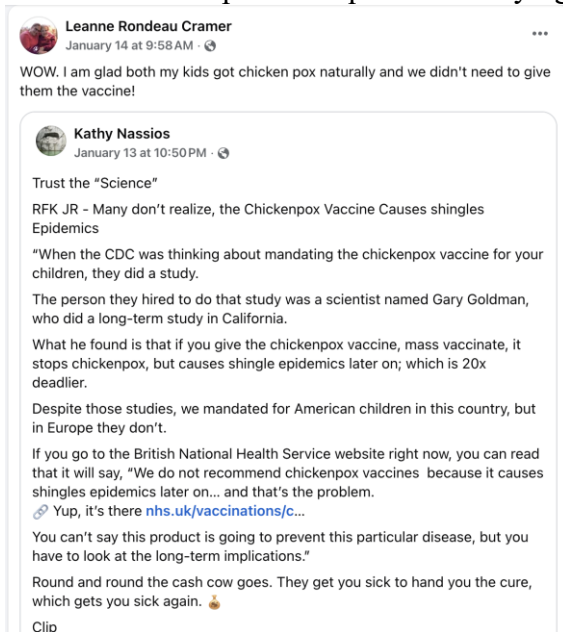 Leanne Rondeau Cramer
January 14 at 9:58 AM ·
WOW. I am glad both my kids got chicken pox naturally and we didn't need to give
them the vaccine!
Kathy Nassios
January 13 at 10:50 PM ·
Trust the “Science”
RFK JR - Many don't realize, the Chickenpox Vaccine Causes shingles
Epidemics
“When the CDC was thinking about mandating the chickenpox vaccine for your
children, they did a study.
The person they hired to do that study was a scientist named Gary Goldman,
who did a long-term study in California.
What he found is that if you give the chickenpox vaccine, mass vaccinate, it
stops chickenpox, but causes shingle epidemics later on; which is 20x
deadlier.
Despite those studies, we mandated for American children in this country, but
in Europe they don't.
If you go to the British National Health Service website right now, you can read
that it will say, “We do not recommend chickenpox vaccines because it causes
shingles epidemics later on... and that's the problem.
🔗 Yup, it's there nhs.uk/vaccinations/c...
You can't say this product is going to prevent this particular disease, but you
have to look at the long-term implications.”
Round and round the cash cow goes. They get you sick to hand you the cure,
which gets you sick again. 💰
Clip